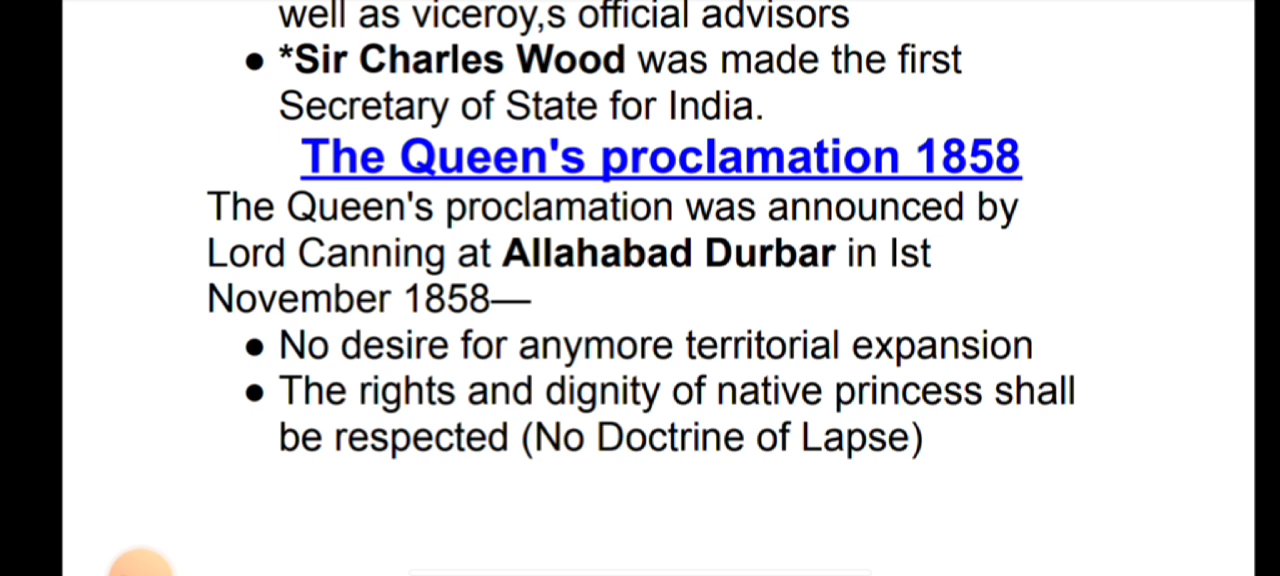 well as viceroy,s official advisors
● *Sir Charles Wood was made the first
Secretary of State for India.
The Queen's proclamation 1858
The Queen's proclamation was announced by
Lord Canning at Allahabad Durbar in Ist
November 1858—
● No desire for anymore territorial expansion
● The rights and dignity of native princess shall
be respected (No Doctrine of Lapse)